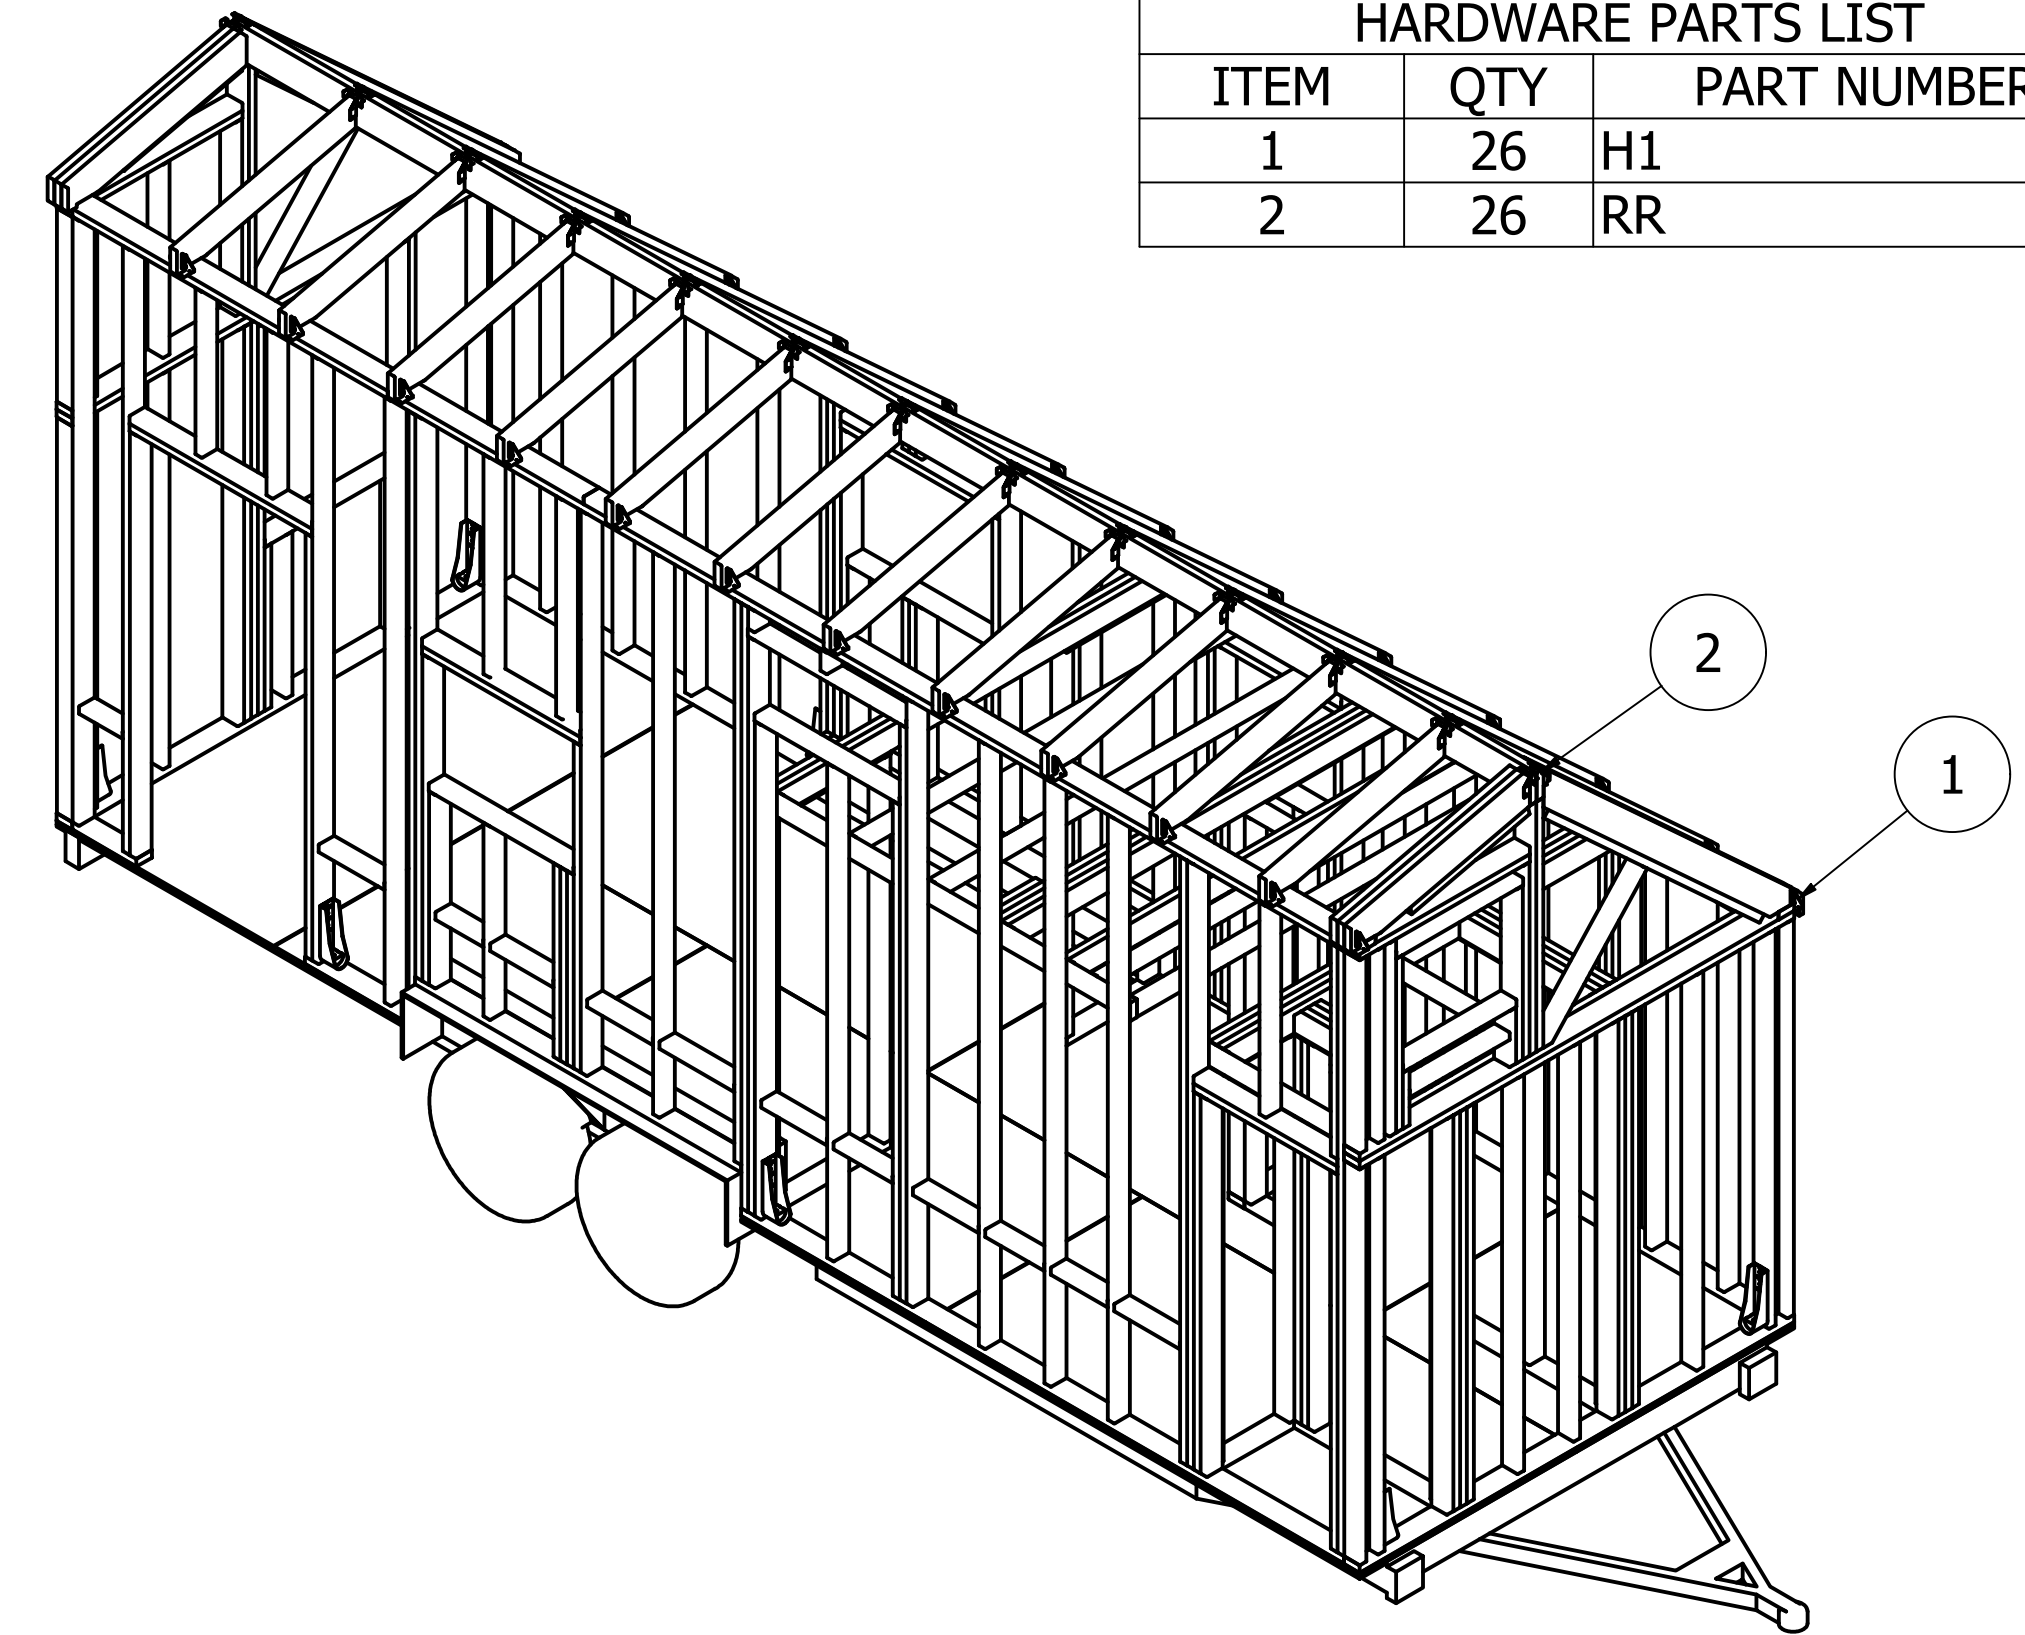 HARDWARE PARTS LIST
ITEM QTY PART NUMBER
1 26 H1
2 26 RR
2
1